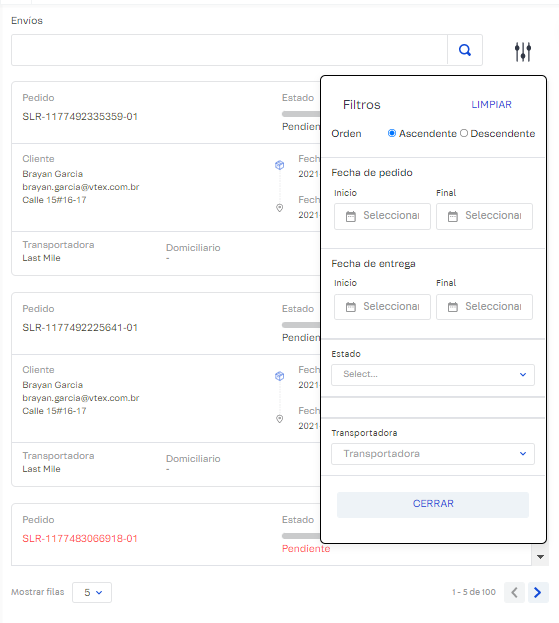 Envíos
Pedido
SLR-1177492335359-01
Estado
Pendien
Cliente
Brayan Garcia
brayan.garcia@vtex.com.br
Calle 15#16-17
Fech
2021-
Fech
2021-
Transportadora
Last Mile
Domiciliario
-
Pedido
SLR-1177492225641-01
Estado
Pendien
Cliente
Brayan Garcia
brayan.garcia@vtex.com.br
Calle 15#16-17
Fech
2021-
Fech
2021-
Transportadora
Last Mile
Domiciliario
-
Pedido
SLR-1177483066918-01
Estado
Pendiente
Filtros
LIMPIAR
Orden
Ascendente
Descendente
Fecha de pedido
Inicio
Final
Seleccionar
Seleccionar
Fecha de entrega
Inicio
Final
Seleccionar
Seleccionar
Estado
Select...
Transportadora
Transportadora
CERRAR
Mostrar filas
5
1 - 5 de 100